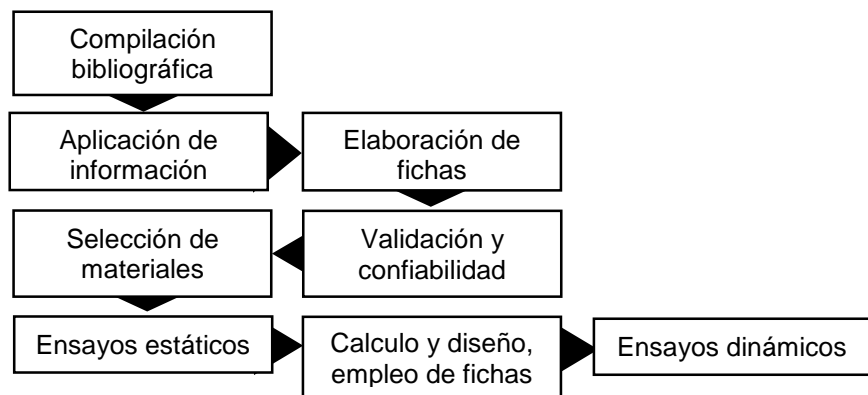 Compilación
bibliográfica
Aplicación de
información
Elaboración de
fichas
Validación y
confiabilidad
Selección de
materiales
Ensayos estáticos
Calculo y diseño,
empleo de fichas
Ensayos dinámicos